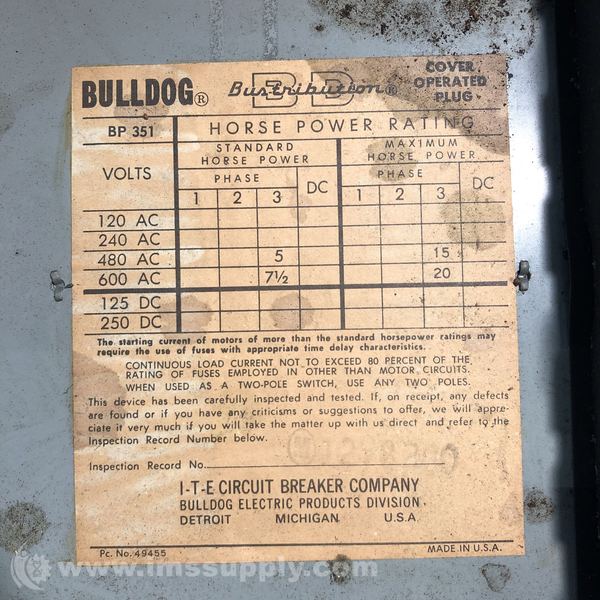 BULLDOG® BUStribution® BD COVER OPERATED PLUG
BP 351 HORSE POWER RATING
VOLTS STANDARD HORSE POWER MAXIMUM HORSE POWER
PHASE DC PHASE DC
1 2 3 1 2 3
120 AC
240 AC
480 AC 5 15
600 AC 7½ 20
125 DC
250 DC
The starting current of motors of more than the standard horsepower ratings may
require the use of fuses with appropriate time delay characteristics.
CONTINUOUS LOAD CURRENT NOT TO EXCEED 80 PERCENT OF THE
RATING OF FUSES EMPLOYED IN OTHER THAN MOTOR CIRCUITS.
WHEN USED AS A TWO-POLE SWITCH, USE ANY TWO POLES.
This device has been carefully inspected and tested. If, on receipt, any defects
are found or if you have any criticisms or suggestions to offer, we will appre-
ciate it very much if you will take the matter up with us direct and refer to the
Inspection Record Number below.
Inspection Record No.
I-T-E CIRCUIT BREAKER COMPANY
BULLDOG ELECTRIC PRODUCTS DIVISION
DETROIT MICHIGAN U.S.A.
Pc. No. 49455 MADE IN U.S.A.
www.imssupply.com